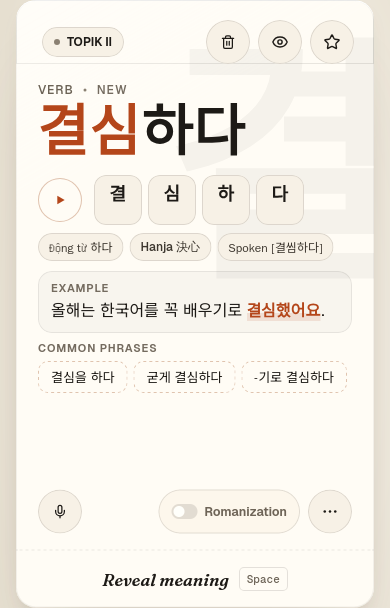 TOPIK II
VERB • NEW
결심하다
결 심 하 다
Động từ 하다 Hanja 決心 Spoken [결씸하다]
EXAMPLE
올해는 한국어를 꼭 배우기로 결심했어요.
COMMON PHRASES
결심을 하다 굳게 결심하다 -기로 결심하다
Romanization
Reveal meaning Space